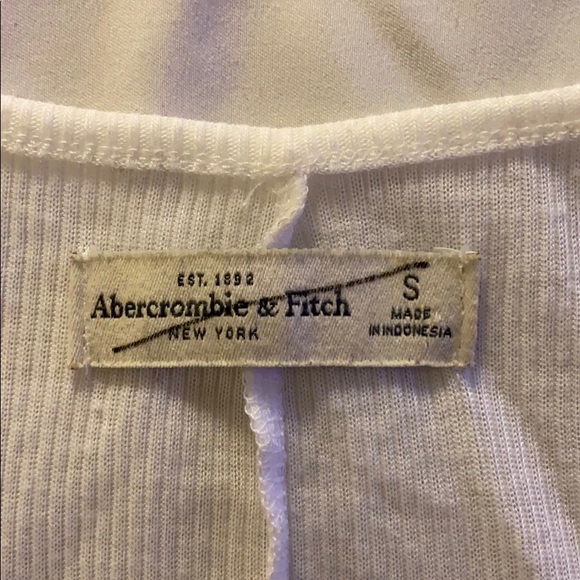 EST. 1892
Abercrombie & Fitch
NEW YORK
S
MADE
IN INDONESIA